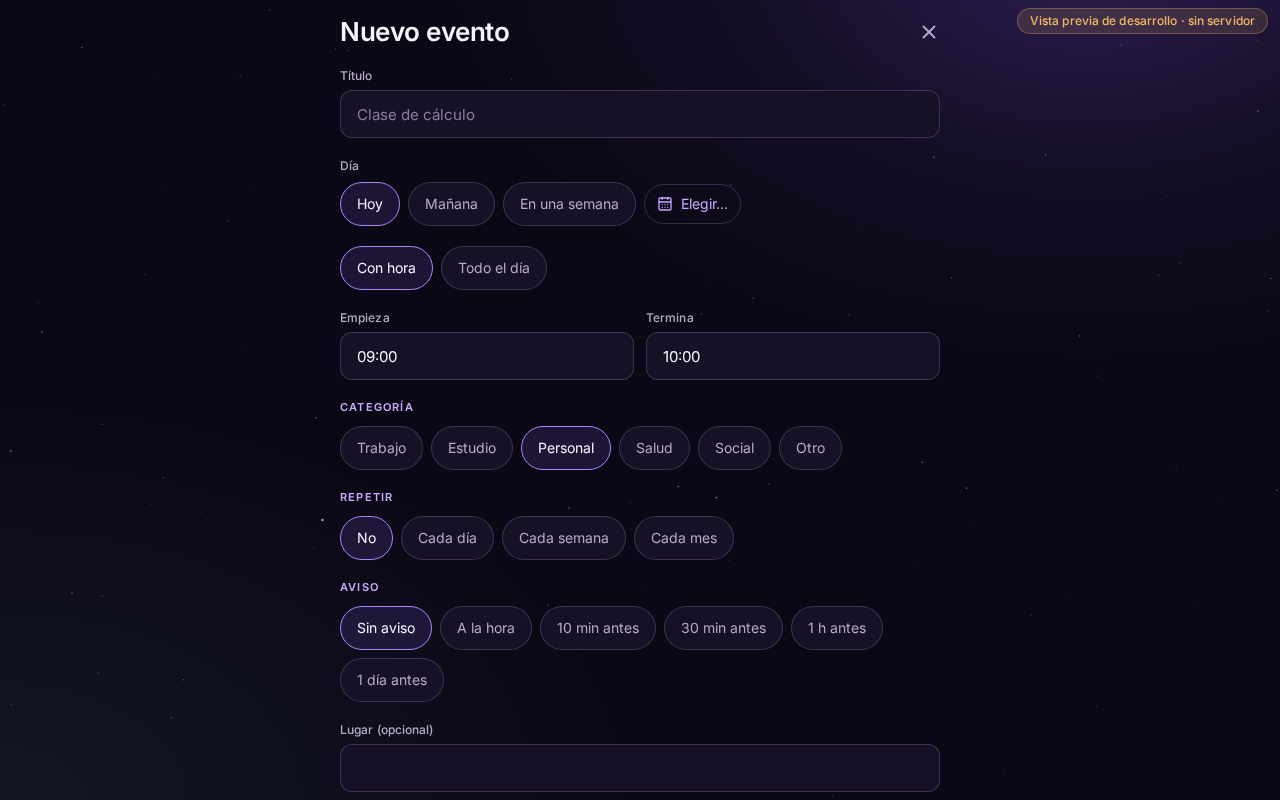 Nuevo evento
Vista previa de desarrollo · sin servidor
Título
Clase de cálculo
Día
Hoy Mañana En una semana Elegir...
Con hora Todo el día
Empieza Termina
09:00 10:00
CATEGORÍA
Trabajo Estudio Personal Salud Social Otro
REPETIR
No Cada día Cada semana Cada mes
AVISO
Sin aviso A la hora 10 min antes 30 min antes 1 h antes
1 día antes
Lugar (opcional)